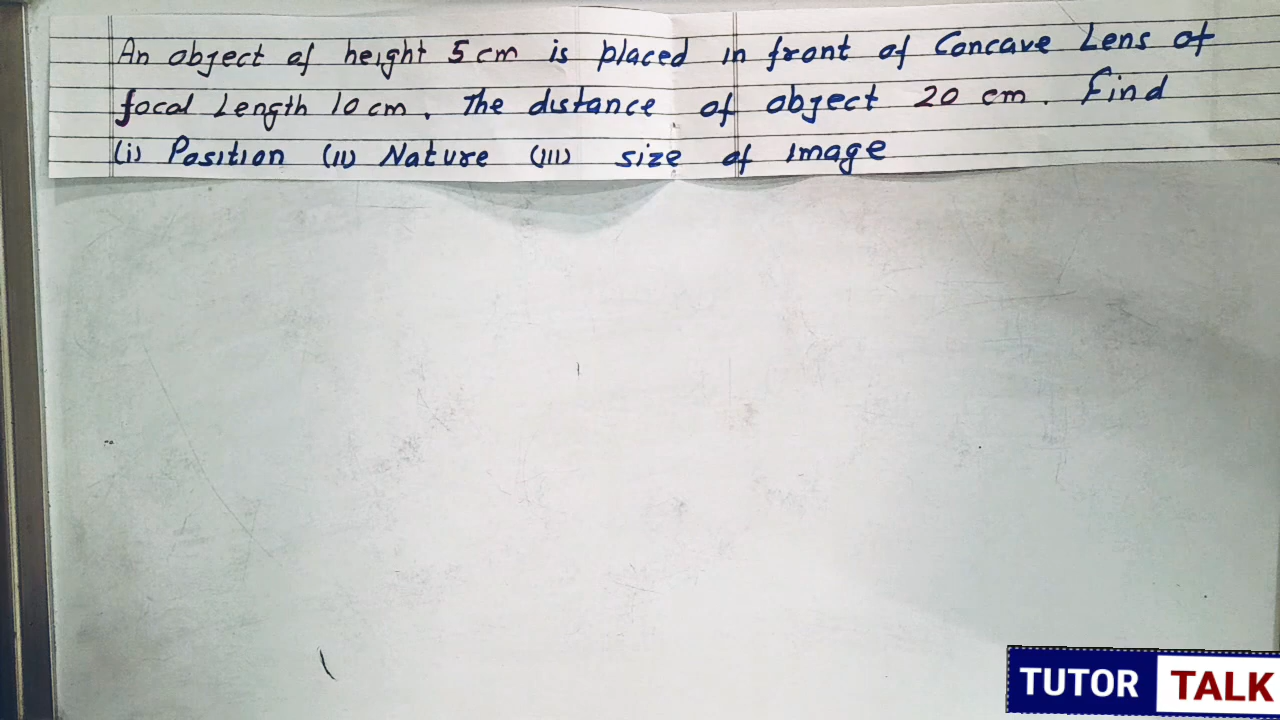 An object of height 5 cm is placed in front of Concave Lens of
focal Length 10 cm. The distance of object 20 cm. Find
(i) Position (ii) Nature (iii) size of image
TUTOR TALK